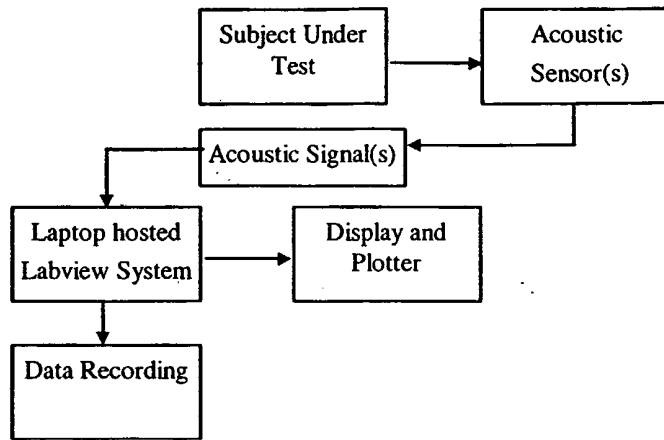 Subject Under
Test
Acoustic
Sensor(s)
Acoustic Signal(s)
Laptop hosted
Labview System
Display and
Plotter
Data Recording